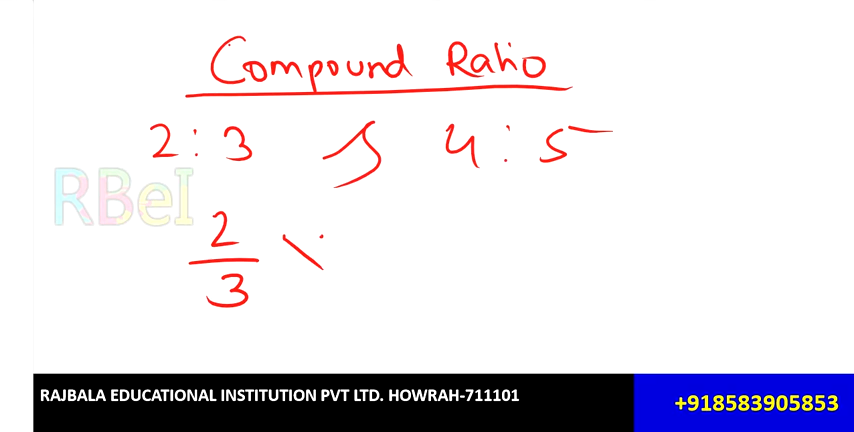 Compound Ratio
2 : 3 & 4 : 5
RBeI
2
3
RAJBALA EDUCATIONAL INSTITUTION PVT LTD. HOWRAH-711101
+918583905853